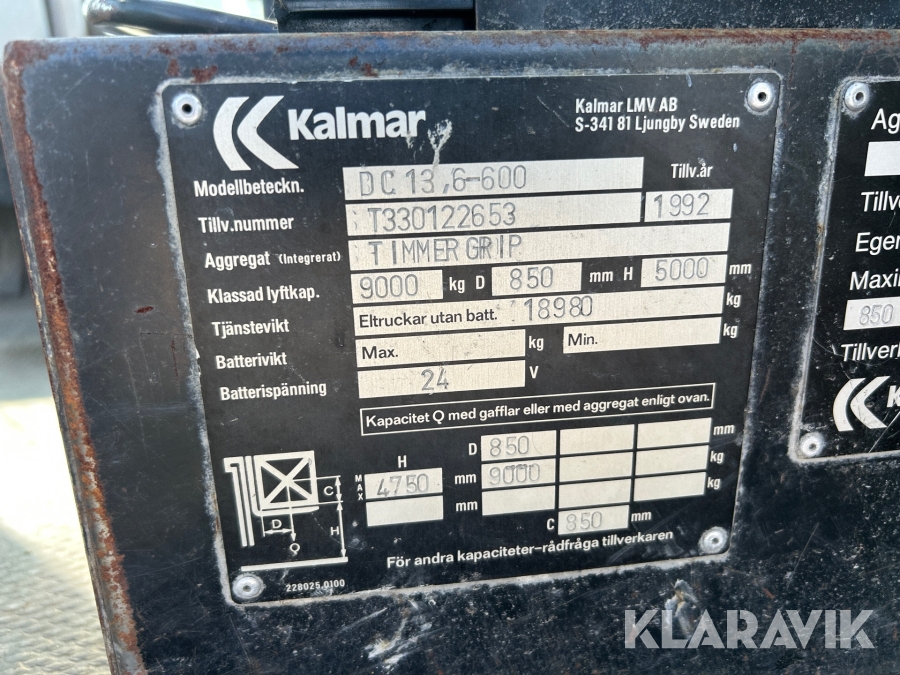 Kalmar
Kalmar LMV AB
S-341 81 Ljungby Sweden
Modellbeteckn. DC13,6-600 Tillv.år
Tillv.nummer T330122653 1992
Aggregat (Integrerat) TIMMERGRIP
Klassad lyftkap. 9000 kg D 850 mm H 5000 mm
Tjänstevikt Eltruckar utan batt. 18980 kg
Batterivikt Max. kg Min. kg
Batterispänning 24 V
Kapacitet Q med gafflar eller med aggregat enligt ovan.
H D 850 mm
MAX 4750 mm 9000 kg
mm kg
C 850 mm
C
D
H
Q
För andra kapaciteter-rådfråga tillverkaren
228025.0100
Ag
Tillv
Eger
Maxi
850
Tillverk
K
KLARAVIK